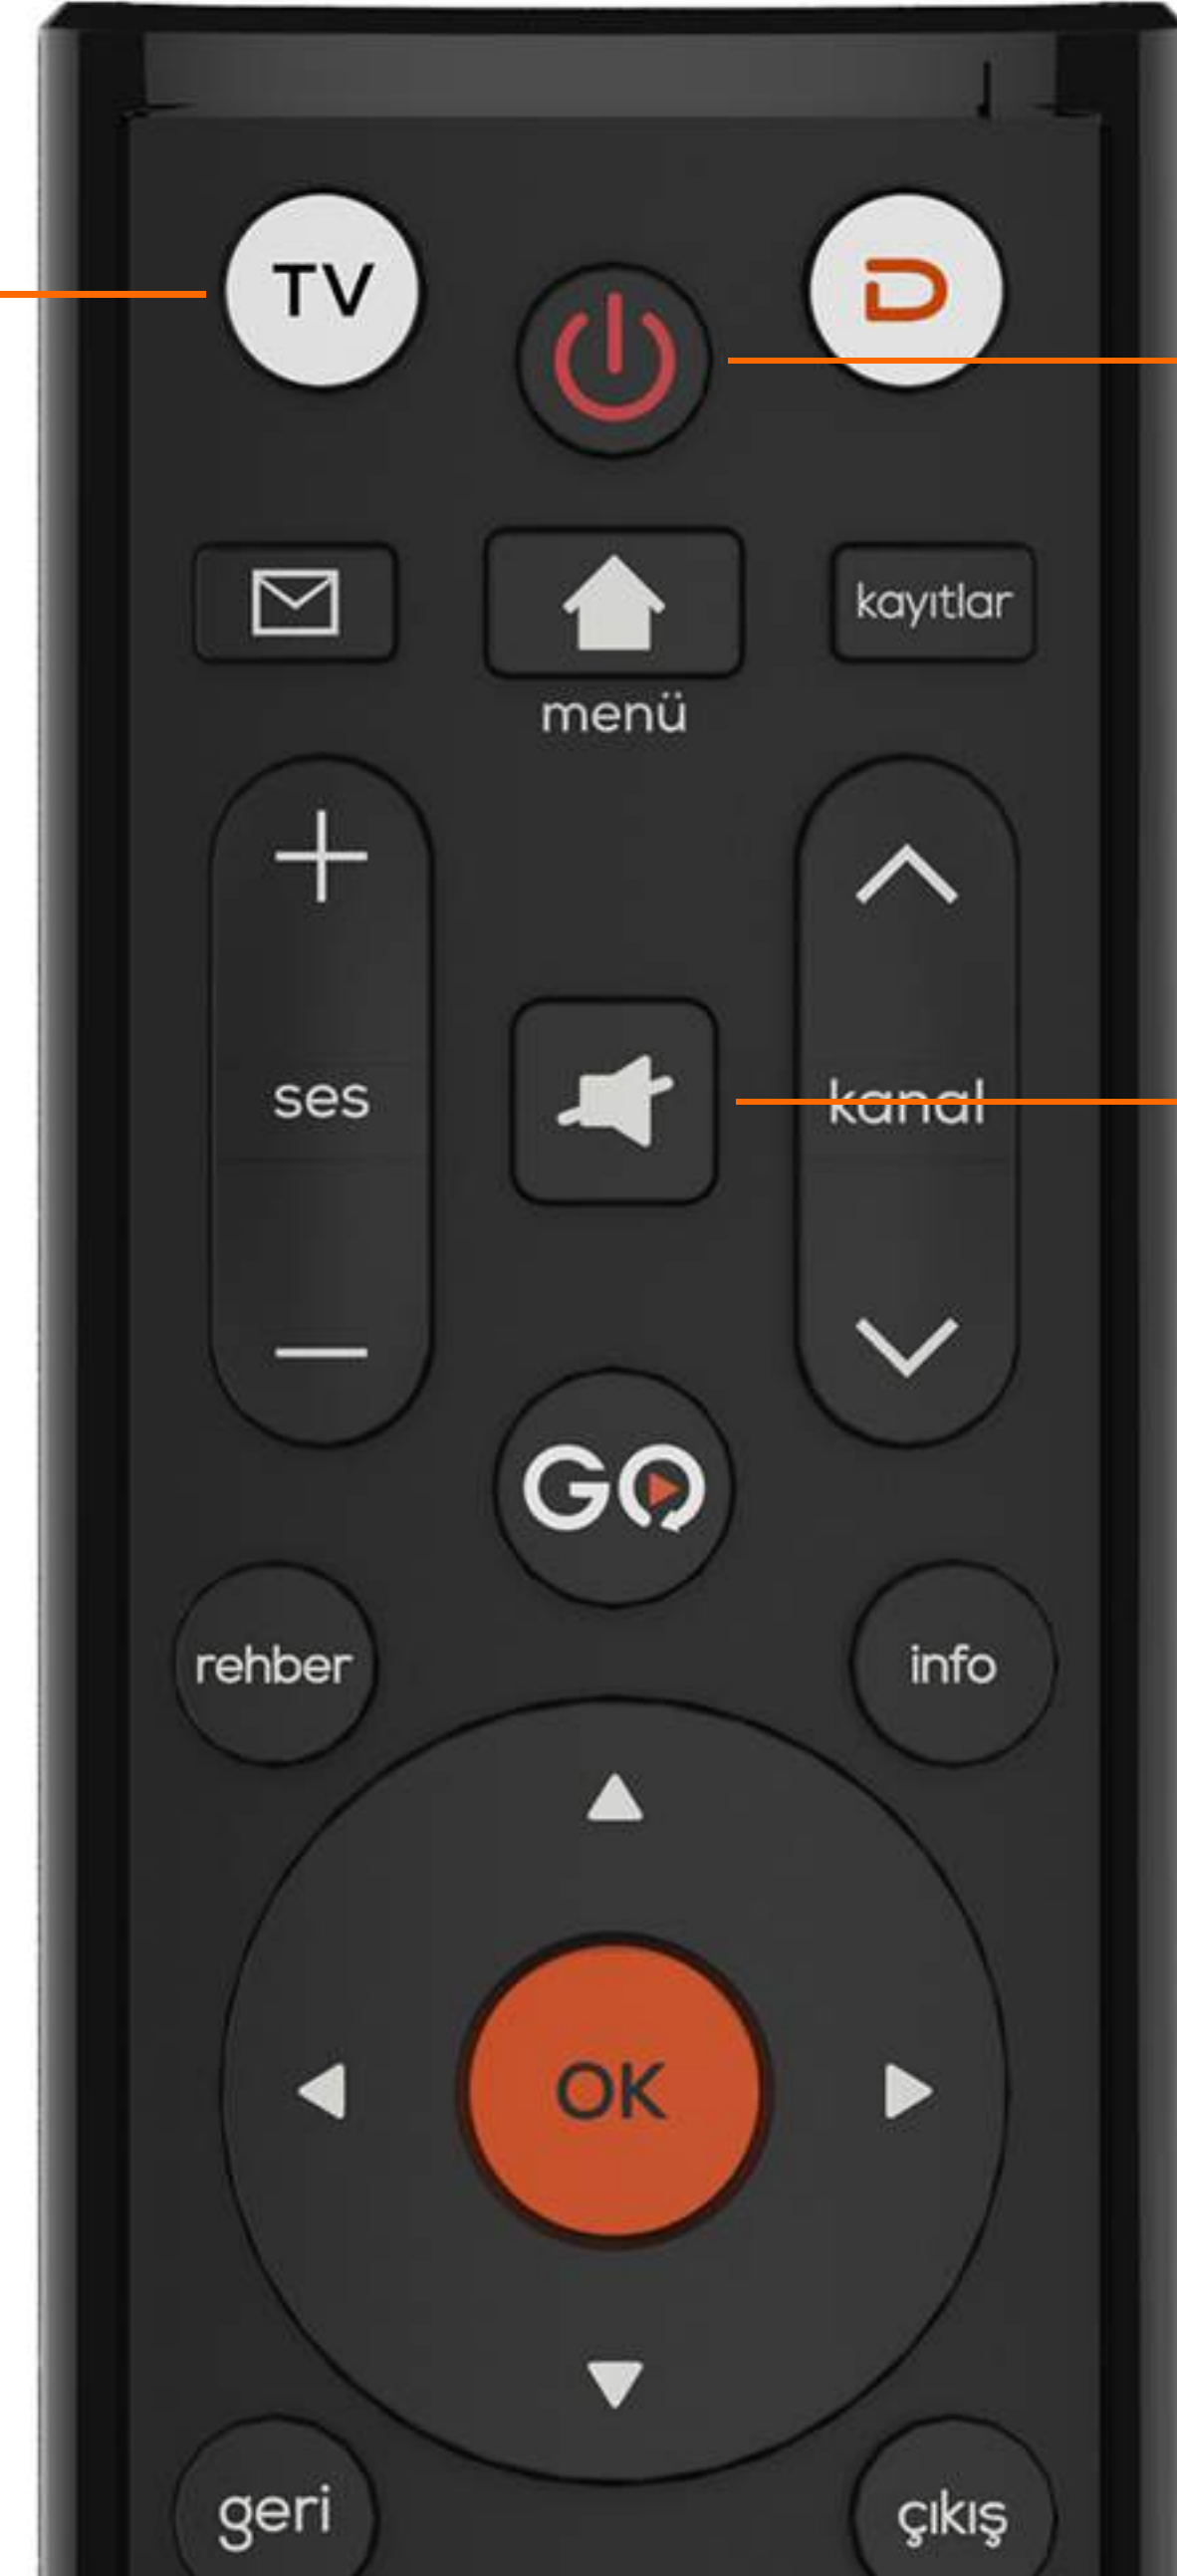 TV
D
kayıtlar
menü
ses
kanal
GO
rehber
info
OK
geri
çıkış